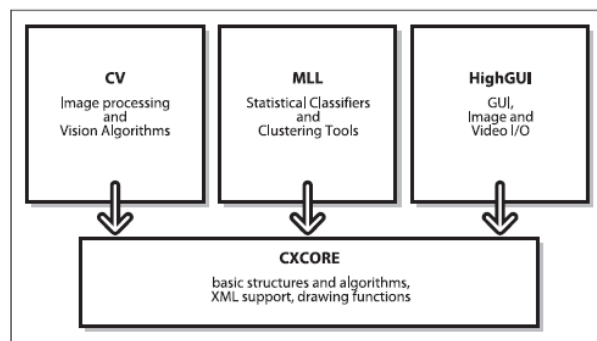 CV
Image processing
and
Vision Algorithms
MLL
Statistical Classifiers
and
Clustering Tools
HighGUI
GUI,
Image and
Video I/O
CXCORE
basic structures and algorithms,
XML support, drawing functions